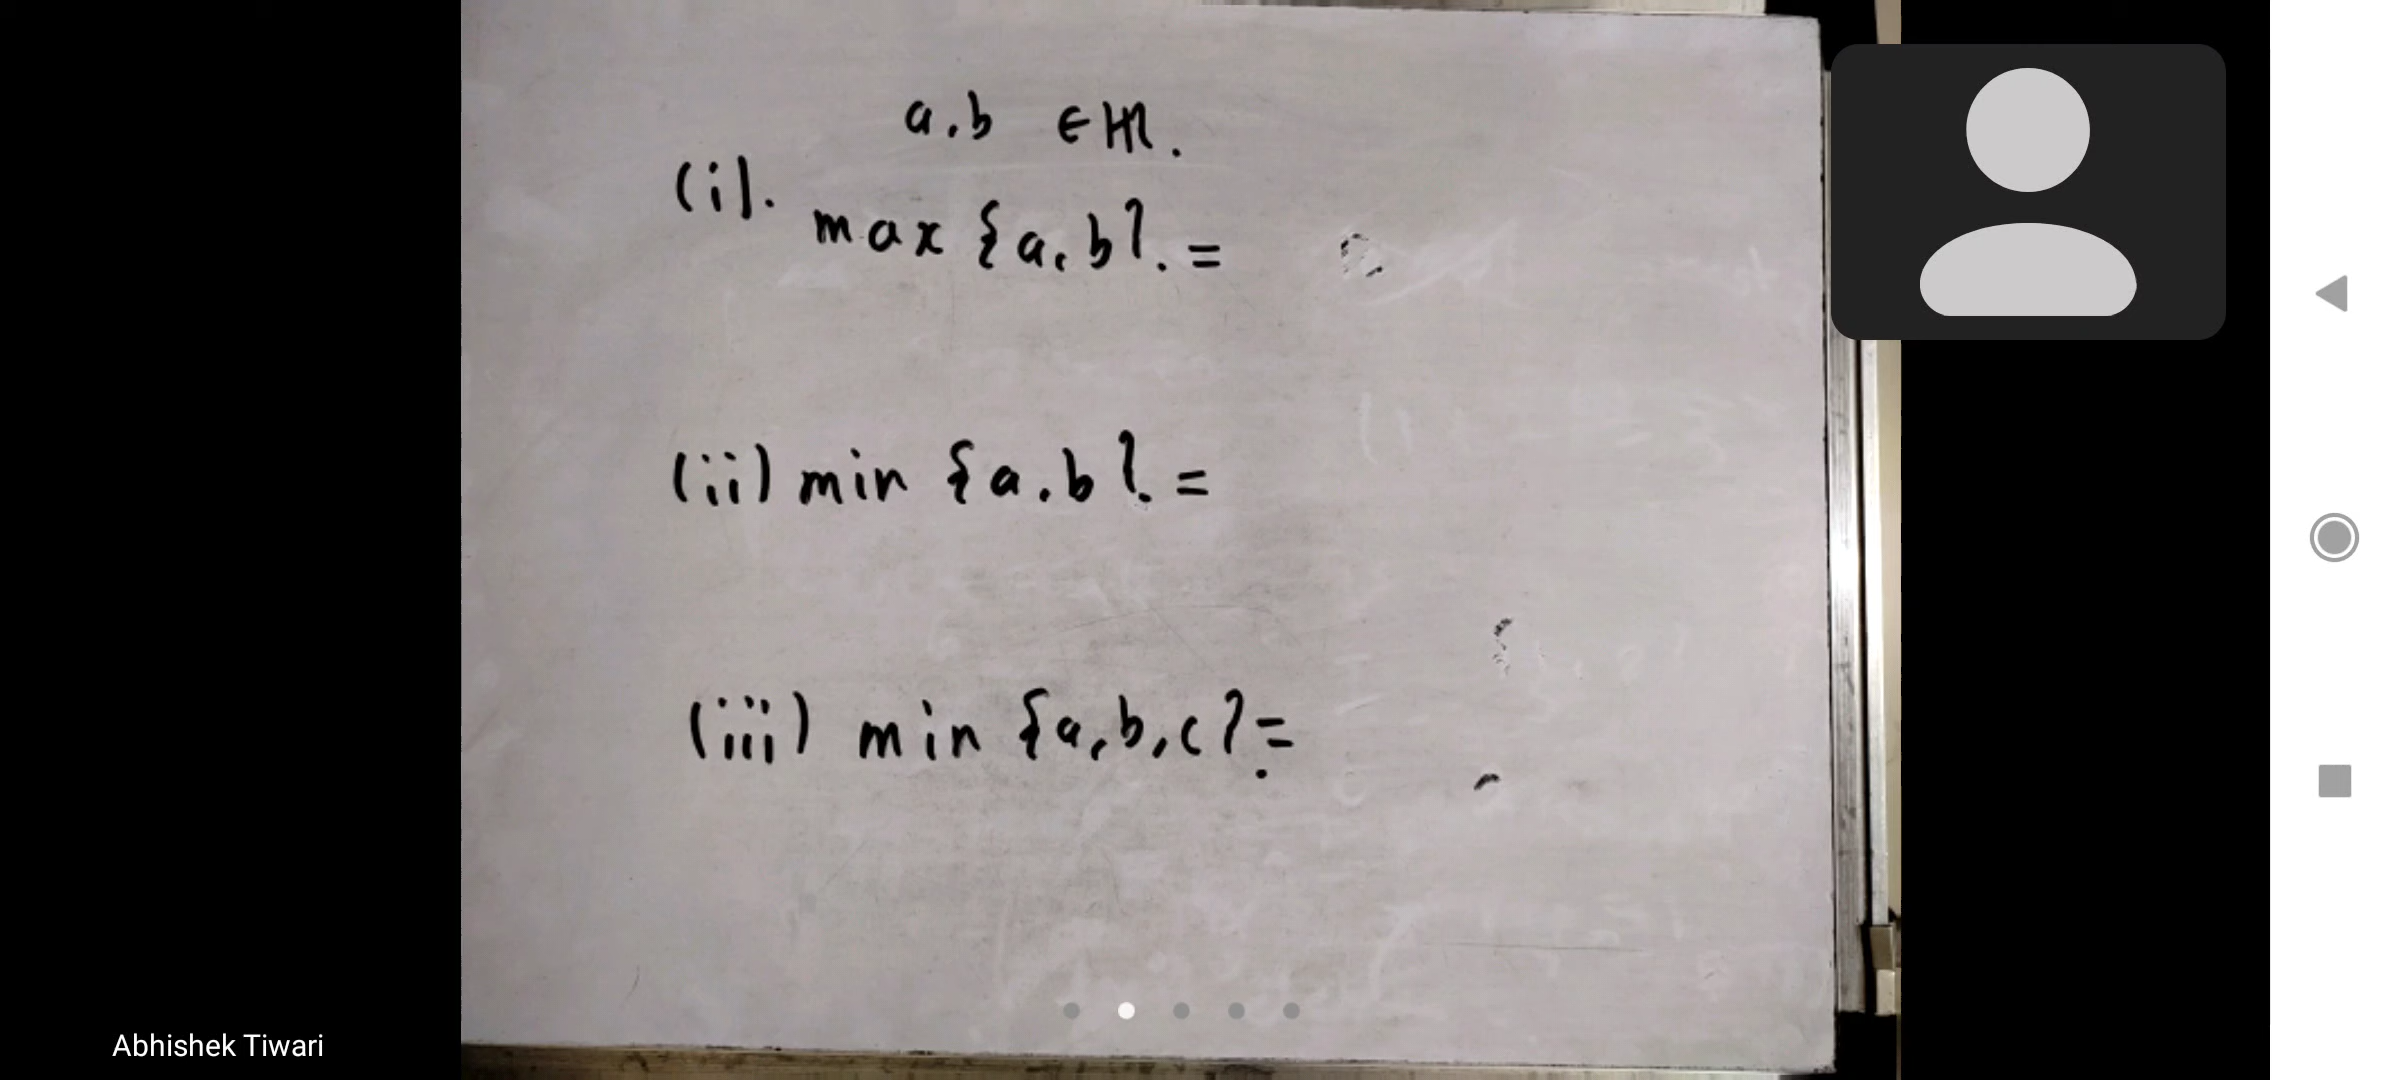 a, b ∈ ℝ.
(i).
max {a, b}. =
(ii) min {a, b}. =
(iii) min {a, b, c}. =
Abhishek Tiwari